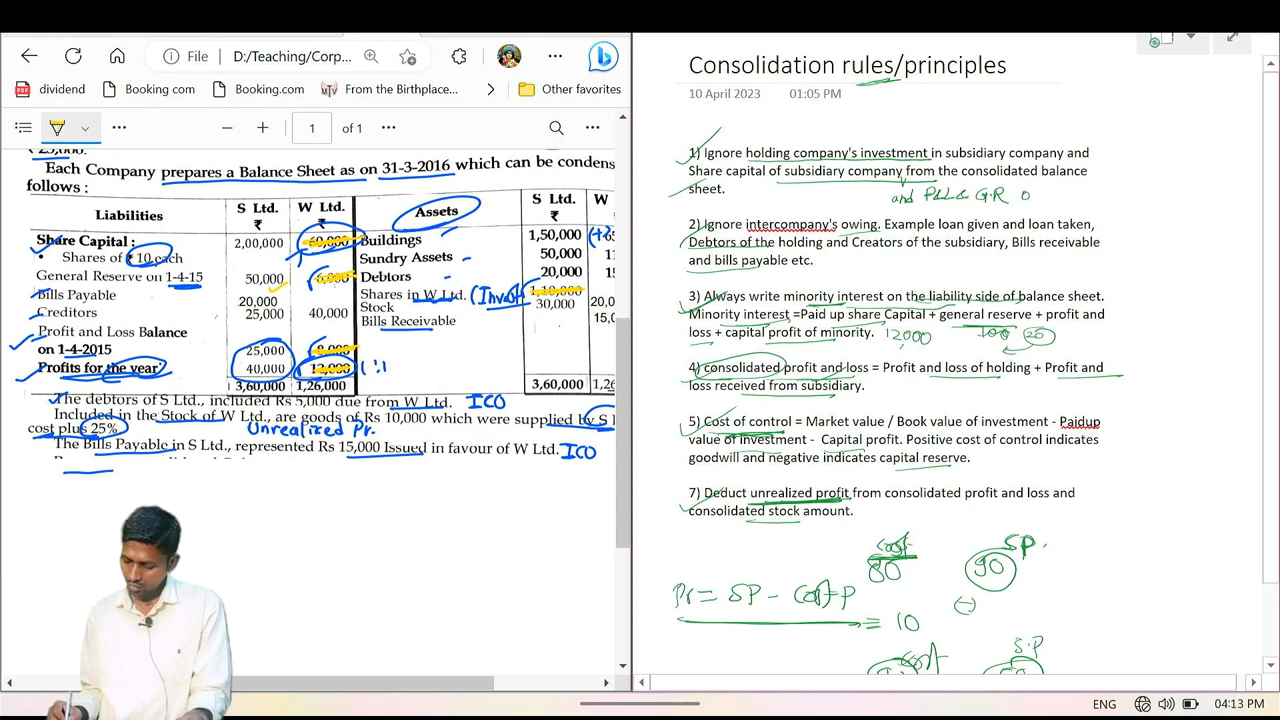 File
D:/Teaching/Corp...
dividend
Booking.com
Booking.com
From the Birthplace...
Other favorites
1
of 1
Each Company prepares a Balance Sheet as on 31-3-2016 which can be condens
follows :
Liabilities S Ltd. W Ltd. Assets S Ltd. W
₹ ₹ ₹
Share Capital : 2,00,000 60,000 Buildings 1,50,000
• Shares of ₹ 10 each Sundry Assets 50,000
General Reserve on 1-4-15 50,000 Debtors 20,000 15
Bills Payable 20,000 Shares in W Ltd. (Invest 1,10,000
Creditors 25,000 40,000 Stock 30,000 20,0
Profit and Loss Balance Bills Receivable 15,0
on 1-4-2015 25,000 8,000
Profits for the year 40,000 12,000
3,60,000 1,26,000 3,60,000 1,26
The debtors of S Ltd., included Rs 5,000 due from W Ltd. ICO
Included in the Stock of W Ltd., are goods of Rs 10,000 which were supplied by S
cost plus 25% Unrealized Pr.
The Bills Payable in S Ltd., represented Rs 15,000 Issued in favour of W Ltd. ICO
Consolidation rules/principles
10 April 2023 01:05 PM
1) Ignore holding company's investment in subsidiary company and
Share capital of subsidiary company from the consolidated balance
sheet.
and P&L & G.R
2) Ignore intercompany's owing. Example loan given and loan taken,
Debtors of the holding and Creators of the subsidiary, Bills receivable
and bills payable etc.
3) Always write minority interest on the liability side of balance sheet.
Minority interest =Paid up share Capital + general reserve + profit and
loss + capital profit of minority. 12000 100 20
4) consolidated profit and loss = Profit and loss of holding + Profit and
loss received from subsidiary.
5) Cost of control = Market value / Book value of investment - Paidup
value of investment - Capital profit. Positive cost of control indicates
goodwill and negative indicates capital reserve.
7) Deduct unrealized profit from consolidated profit and loss and
consolidated stock amount.
cost SP
80 90
Pr = SP - cost P
= 10
cost S.P
ENG
04:13 PM